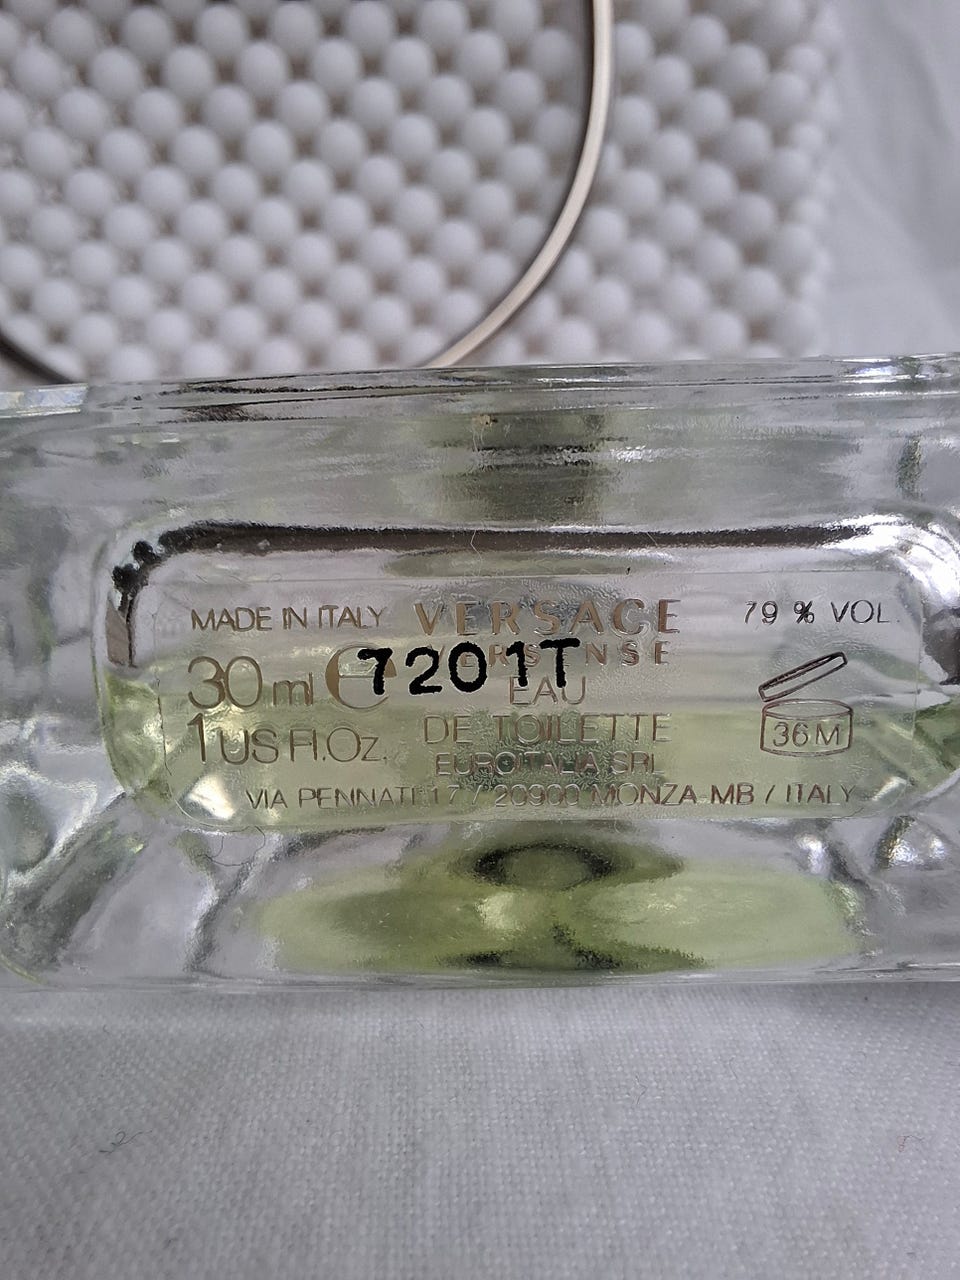 MADE IN ITALY VERSACE 79 % VOL.
VERSENSE
30 ml e 7201T
EAU
1 US Fl.Oz. DE TOILETTE 36 M
EUROITALIA SRL
VIA PENNATI 17 / 20900 MONZA MB / ITALY